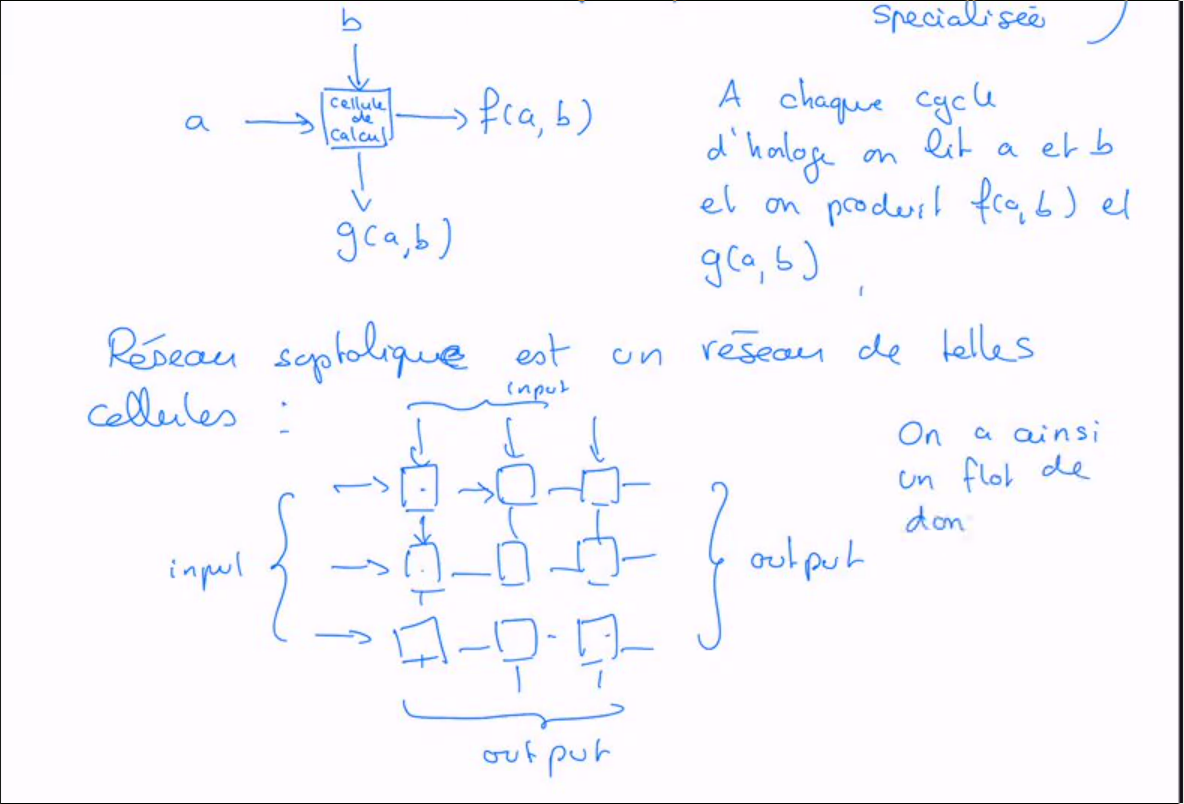 spécialisée )
b
cellule
de
calcul
a
f(a, b)
g(a,b)
A chaque cycle
d'horloge on lit a et b
et on produit f(a,b) et
g(a,b)
Réseau systolique est un réseau de telles
cellules :
input
input
output
output
On a ainsi
un flot de
don